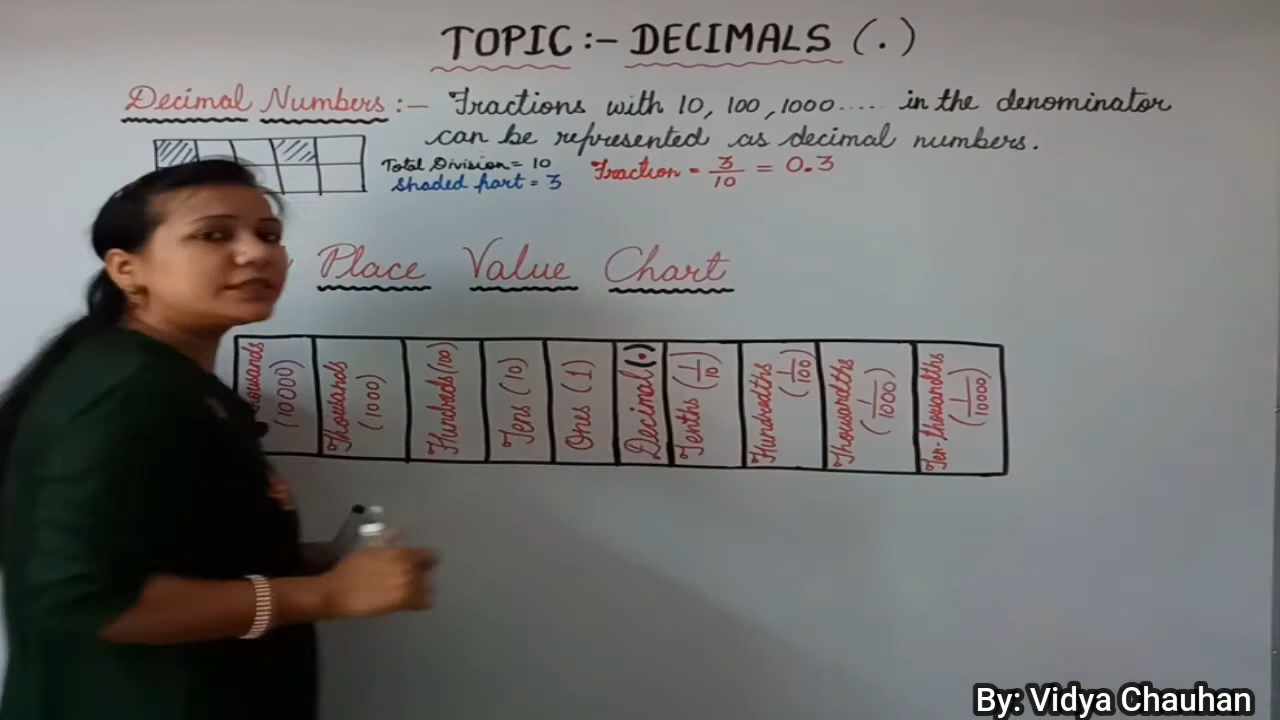 TOPIC :- DECIMALS (.)
Decimal Numbers :- Fractions with 10, 100, 1000..... in the denominator
can be represented as decimal numbers.
Total Division = 10
Shaded part = 3
Fraction = 3/10 = 0.3
Place Value Chart
(10000)
Thousands (1000)
Hundreds (100)
Tens (10)
Ones (1)
Decimal (.)
Tenths (1/10)
Hundredths (1/100)
Thousandths (1/1000)
Ten-thousandths (1/10000)
By: Vidya Chauhan